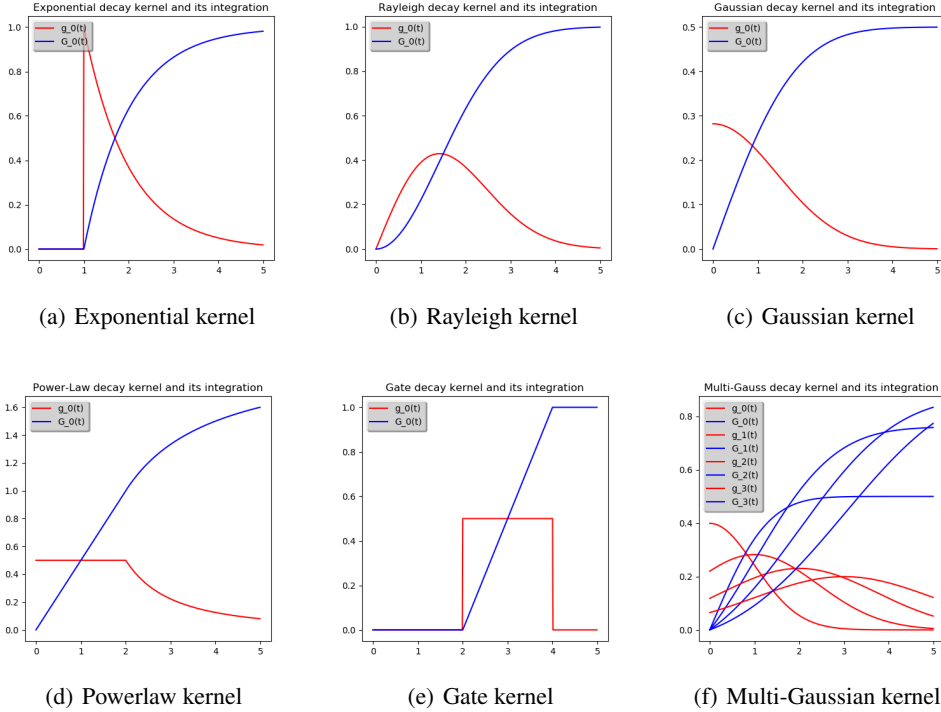 Exponential decay kernel and its integration
g_0(t)
G_0(t)
1.0
0.8
0.6
0.4
0.2
0.0
0 1 2 3 4 5
(a) Exponential kernel
Rayleigh decay kernel and its integration
g_0(t)
G_0(t)
1.0
0.8
0.6
0.4
0.2
0.0
0 1 2 3 4 5
(b) Rayleigh kernel
Gaussian decay kernel and its integration
g_0(t)
G_0(t)
0.5
0.4
0.3
0.2
0.1
0.0
0 1 2 3 4 5
(c) Gaussian kernel
Power-Law decay kernel and its integration
g_0(t)
G_0(t)
1.6
1.4
1.2
1.0
0.8
0.6
0.4
0.2
0.0
0 1 2 3 4 5
(d) Powerlaw kernel
Gate decay kernel and its integration
g_0(t)
G_0(t)
1.0
0.8
0.6
0.4
0.2
0.0
0 1 2 3 4 5
(e) Gate kernel
Multi-Gauss decay kernel and its integration
g_0(t)
G_0(t)
g_1(t)
G_1(t)
g_2(t)
G_2(t)
g_3(t)
G_3(t)
0.8
0.6
0.4
0.2
0.0
0 1 2 3 4 5
(f) Multi-Gaussian kernel